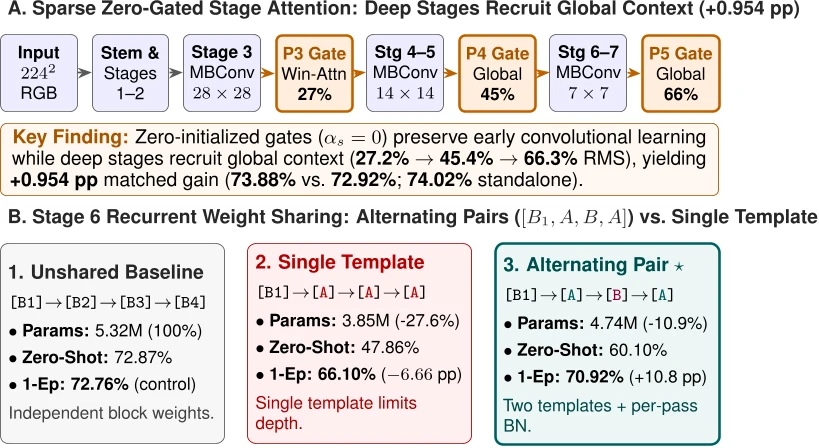 A. Sparse Zero-Gated Stage Attention: Deep Stages Recruit Global Context (+0.954 pp)
Input
224²
RGB
Stem &
Stages
1–2
Stage 3
MBConv
28 × 28
P3 Gate
Win-Attn
27%
Stg 4–5
MBConv
14 × 14
P4 Gate
Global
45%
Stg 6–7
MBConv
7 × 7
P5 Gate
Global
66%
Key Finding: Zero-initialized gates (αₛ = 0) preserve early convolutional learning
while deep stages recruit global context (27.2% → 45.4% → 66.3% RMS), yielding
+0.954 pp matched gain (73.88% vs. 72.92%; 74.02% standalone).
B. Stage 6 Recurrent Weight Sharing: Alternating Pairs ([B₁, A, B, A]) vs. Single Template
1. Unshared Baseline
[B1]→[B2]→[B3]→[B4]
• Params: 5.32M (100%)
• Zero-Shot: 72.87%
• 1-Ep: 72.76% (control)
Independent block weights.
2. Single Template
[B1]→[A]→[A]→[A]
• Params: 3.85M (-27.6%)
• Zero-Shot: 47.86%
• 1-Ep: 66.10% (−6.66 pp)
Single template limits
depth.
3. Alternating Pair ⋆
[B1]→[A]→[B]→[A]
• Params: 4.74M (-10.9%)
• Zero-Shot: 60.10%
• 1-Ep: 70.92% (+10.8 pp)
Two templates + per-pass
BN.